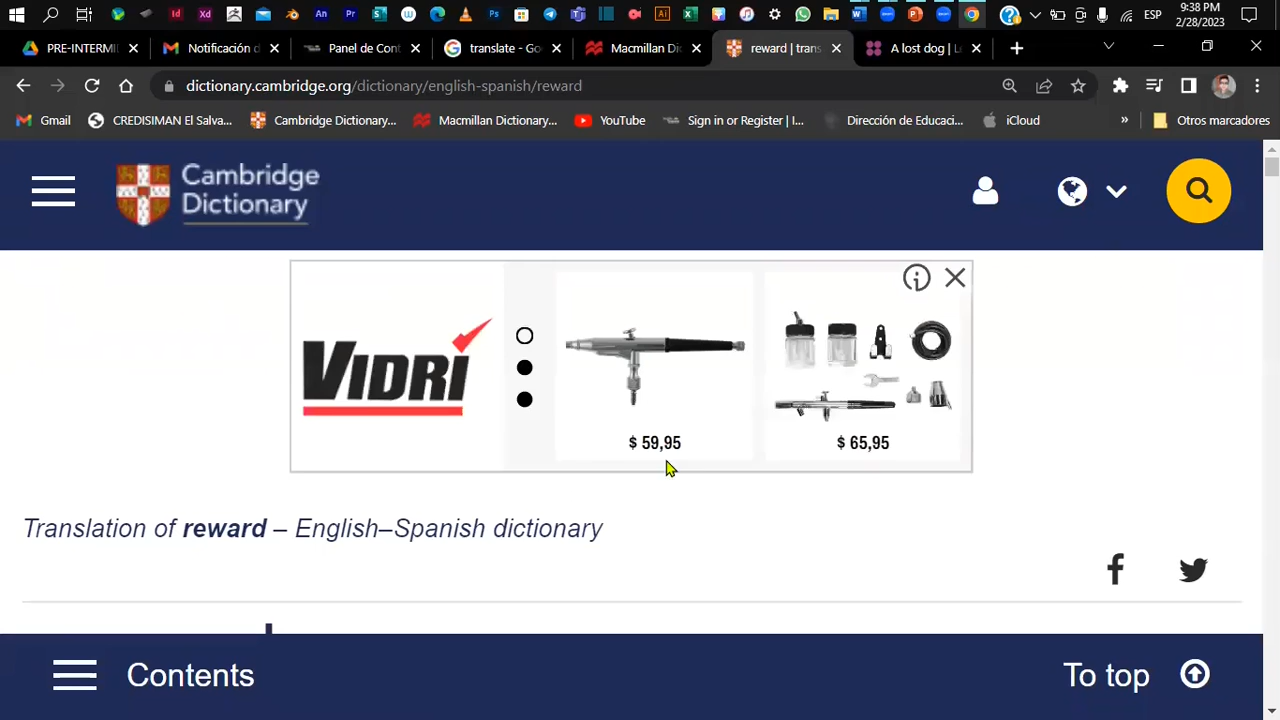 ESP
9:38 PM
2/28/2023
PRE-INTERMI
Notificación d
Panel de Cont
translate - Go
Macmillan Di
reward | trans
A lost dog | L
dictionary.cambridge.org/dictionary/english-spanish/reward
Gmail
CREDISIMAN El Salva...
Cambridge Dictionary...
Macmillan Dictionary...
YouTube
Sign in or Register | I...
Dirección de Educaci...
iCloud
»
Otros marcadores
Cambridge
Dictionary
VIDRÍ
$ 59,95
$ 65,95
Translation of reward – English–Spanish dictionary
Contents
To top